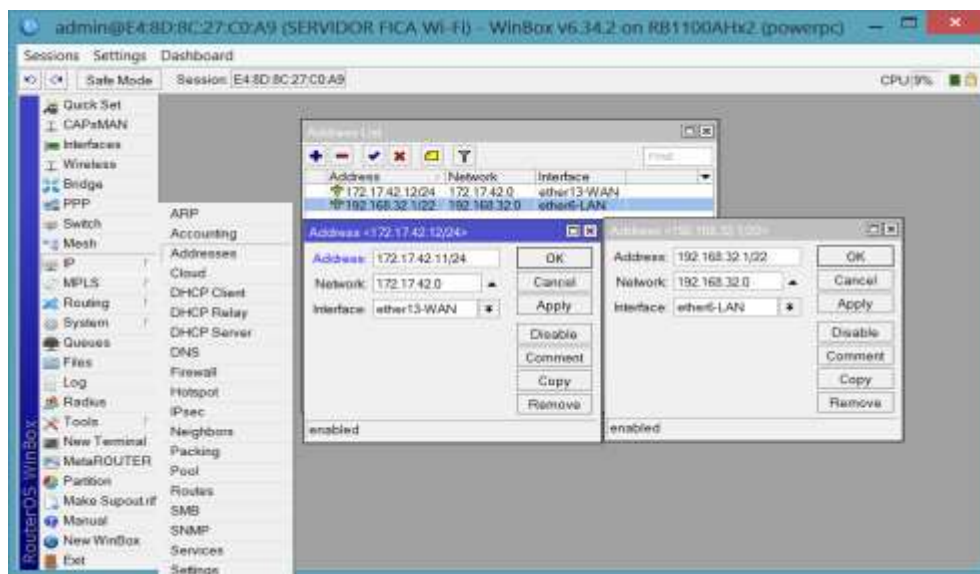 admin@E4:8D:8C:27:C0:A9 (SERVIDOR FICA Wi-Fi) - WinBox v6.34.2 on RB1100AHx2 (powerpc)
Sessions Settings Dashboard
Safe Mode Session: E4:8D:8C:27:C0:A9 CPU: 9%
Quick Set
CAPsMAN
Interfaces
Wireless
Bridge
PPP
Switch
Mesh
IP
MPLS
Routing
System
Queues
Files
Log
Radius
Tools
New Terminal
MetaROUTER
Partition
Make Supout.rif
Manual
New WinBox
Exit
RouterOS WinBox
ARP
Accounting
Addresses
Cloud
DHCP Client
DHCP Relay
DHCP Server
DNS
Firewall
Hotspot
IPsec
Neighbors
Packing
Pool
Routes
SMB
SNMP
Services
Settings
Address List
Find
Address Network Interface
172.17.42.12/24 172.17.42.0 ether13-WAN
192.168.32.1/22 192.168.32.0 ether6-LAN
Address <172.17.42.12/24>
Address: 172.17.42.11/24 OK
Network: 172.17.42.0 Cancel
Interface: ether13-WAN Apply
Disable
Comment
Copy
Remove
enabled
Address <192.168.32.1/22>
Address: 192.168.32.1/22 OK
Network: 192.168.32.0 Cancel
Interface: ether6-LAN Apply
Disable
Comment
Copy
Remove
enabled